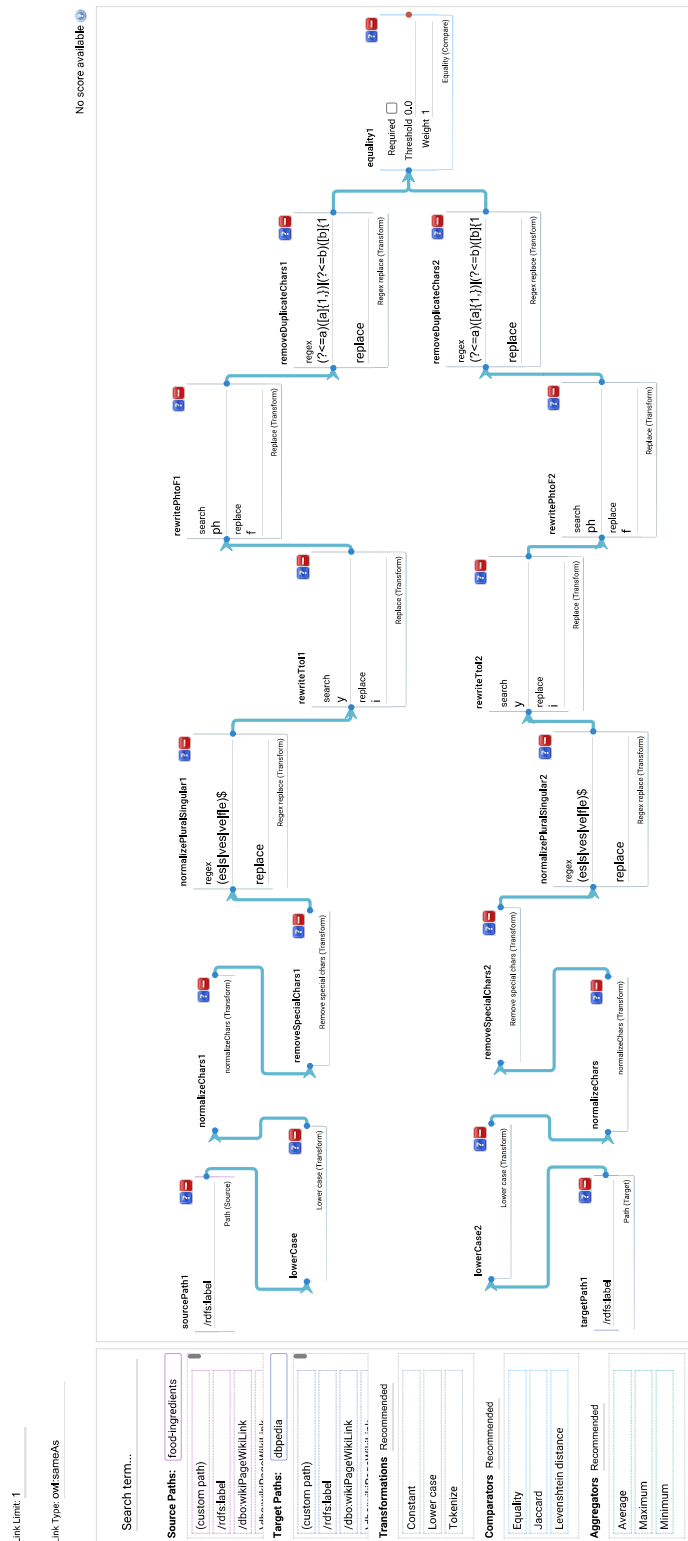 Link Limit: 1
Link Type: owl:sameAs
No score available
Search term...
Source Paths: food-ingredients
(custom path)
/rdfs:label
/dbo:wikiPageWikiLink
Target Paths: dbpedia
(custom path)
/rdfs:label
/dbo:wikiPageWikiLink
Transformations Recommended
Constant
Lower case
Tokenize
Comparators Recommended
Equality
Jaccard
Levenshtein distance
Aggregators Recommended
Average
Maximum
Minimum
sourcePath1
/rdfs:label
Path (Source)
lowerCase
Lower case (Transform)
normalizeChars1
normalizeChars (Transform)
removeSpecialChars1
Remove special chars (Transform)
normalizePluralSingular1
regex
(es|s|ves|ve|f|e)$
replace
Regex replace (Transform)
rewriteTtoI1
search
y
replace
i
Replace (Transform)
rewritePhtoF1
search
ph
replace
f
Replace (Transform)
removeDuplicateChars1
regex
(?<=a)([a]{1,})|(?<=b)([b]{1
replace
Regex replace (Transform)
equality1
Required
Threshold 0.0
Weight 1
Equality (Compare)
targetPath1
/rdfs:label
Path (Target)
lowerCase2
Lower case (Transform)
normalizeChars
normalizeChars (Transform)
removeSpecialChars2
Remove special chars (Transform)
normalizePluralSingular2
regex
(es|s|ves|ve|f|e)$
replace
Regex replace (Transform)
rewriteTtoI2
search
y
replace
i
Replace (Transform)
rewritePhtoF2
search
ph
replace
f
Replace (Transform)
removeDuplicateChars2
regex
(?<=a)([a]{1,})|(?<=b)([b]{1
replace
Regex replace (Transform)